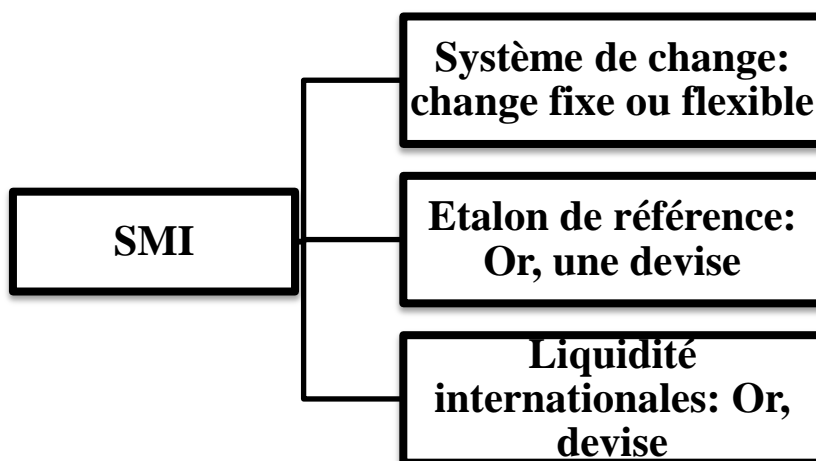 Système de change:
change fixe ou flexible
SMI
Etalon de référence:
Or, une devise
Liquidité
internationales: Or,
devise